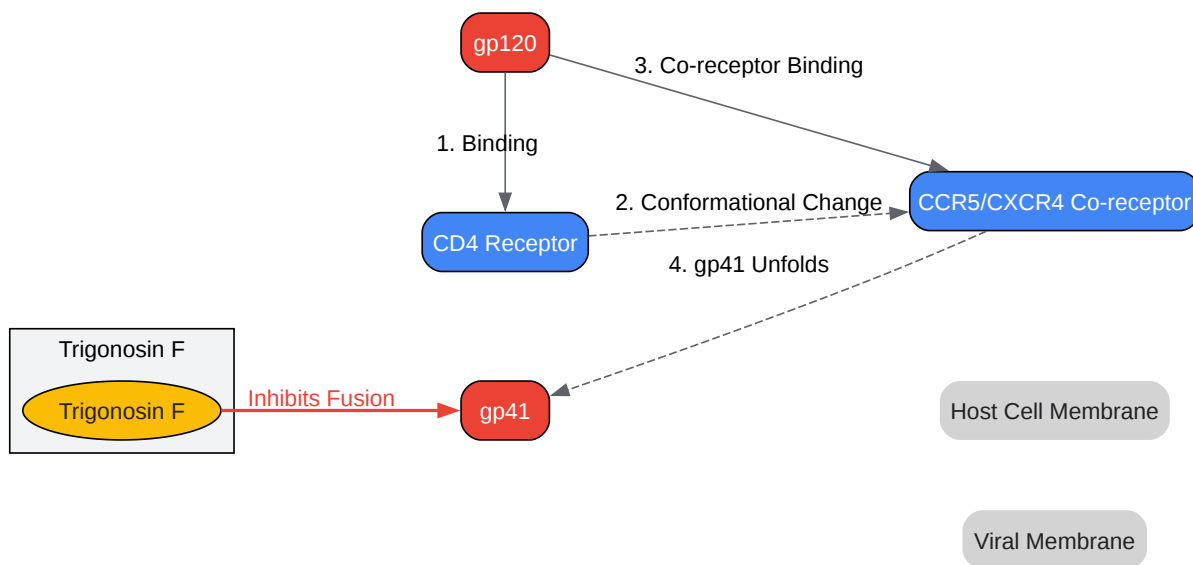 gp120
3. Co-receptor Binding
1. Binding
2. Conformational Change
CCR5/CXCR4 Co-receptor
CD4 Receptor
4. gp41 Unfolds
Trigonosin F
Inhibits Fusion
Trigonosin F
gp41
Host Cell Membrane
Viral Membrane